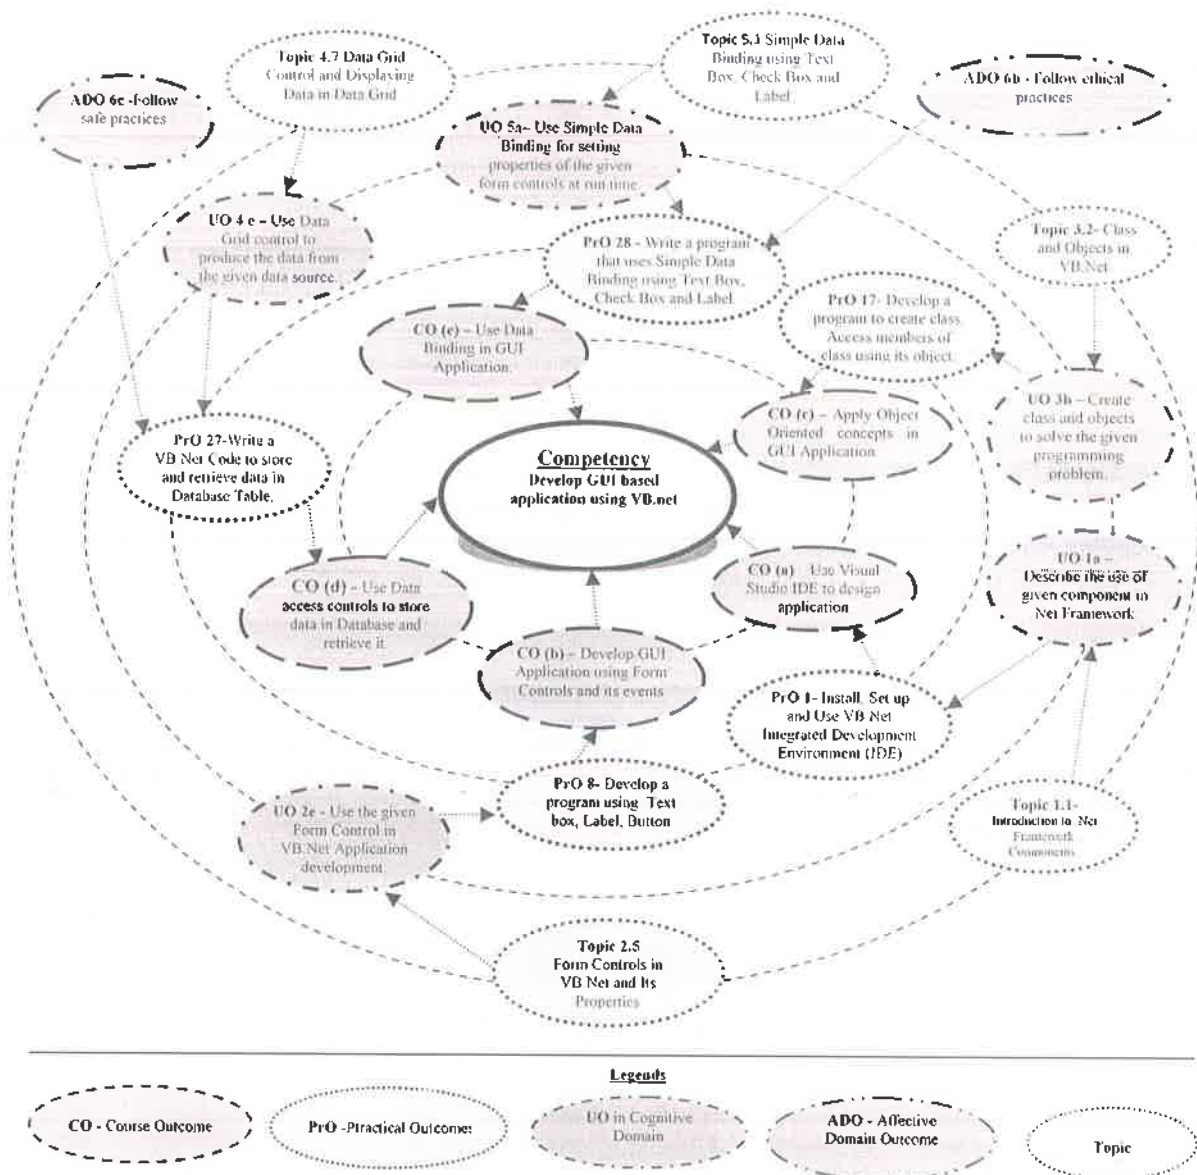 Topic 4.7 Data Grid
Control and Displaying
Data in Data Grid
Topic 5.1 Simple Data
Binding using Text
Box, Check Box and
Label.
ADO 6c -Follow
safe practices
ADO 6b - Follow ethical
practices
UO 5a– Use Simple Data
Binding for setting
properties of the given
form controls at run time.
UO 4 e – Use Data
Grid control to
produce the data from
the given data source.
PrO 28 - Write a program
that uses Simple Data
Binding using Text Box,
Check Box and Label
Topic 3.2- Class
and Objects in
VB.Net
PrO 17- Develop a
program to create class
Access members of
class using its object.
CO (e) – Use Data
Binding in GUI
Application.
UO 3b – Create
class and objects
to solve the given
programming
problem.
CO (c) – Apply Object
Oriented concepts in
GUI Application
PrO 27-Write a
VB Net Code to store
and retrieve data in
Database Table.
Competency
Develop GUI based
application using VB.net
CO (d) – Use Data
access controls to store
data in Database and
retrieve it
CO (a) – Use Visual
Studio IDE to design
application
UO 1a –
Describe the use of
given component in
Net Framework
CO (b) – Develop GUI
Application using Form
Controls and its events
PrO 1- Install, Set up
and Use VB Net
Integrated Development
Environment (IDE)
PrO 8- Develop a
program using Text
box, Label, Button
UO 2e - Use the given
Form Control in
VB.Net Application
development
Topic 1.1-
Introduction to .Net
Framework
Components
Topic 2.5
Form Controls in
VB Net and Its
Properties
Legends
CO - Course Outcome
PrO -Practical Outcome
UO in Cognitive
Domain
ADO - Affective
Domain Outcome
Topic